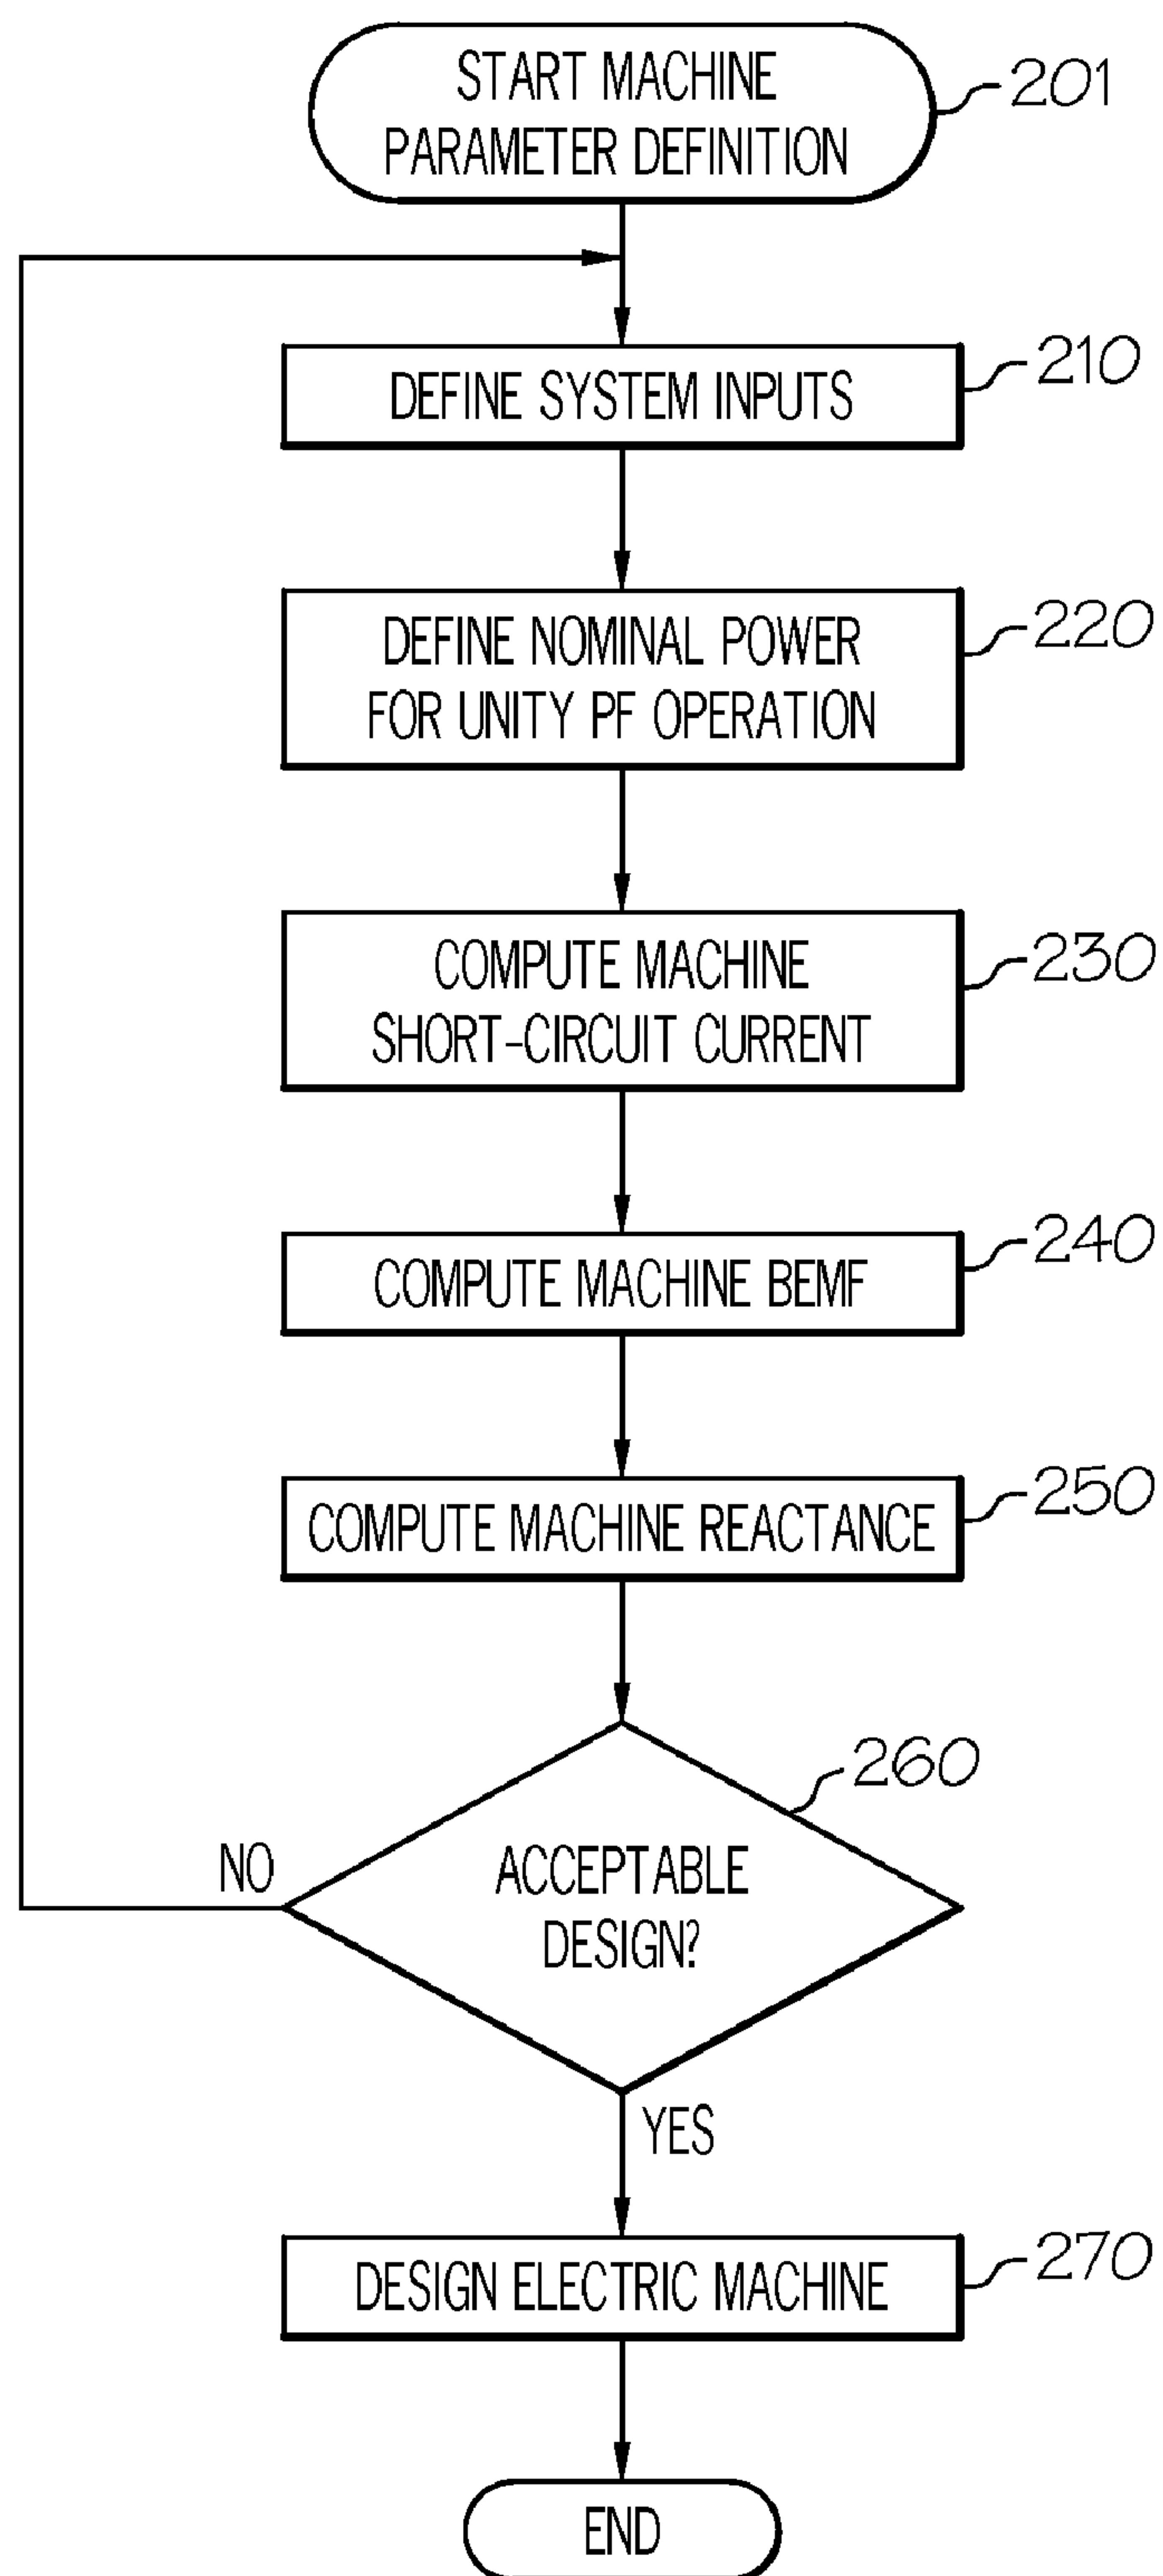 START MACHINE
PARAMETER DEFINITION
201
DEFINE SYSTEM INPUTS
210
DEFINE NOMINAL POWER
FOR UNITY PF OPERATION
220
COMPUTE MACHINE
SHORT-CIRCUIT CURRENT
230
COMPUTE MACHINE BEMF
240
COMPUTE MACHINE REACTANCE
250
260
ACCEPTABLE
DESIGN?
NO
YES
DESIGN ELECTRIC MACHINE
270
END